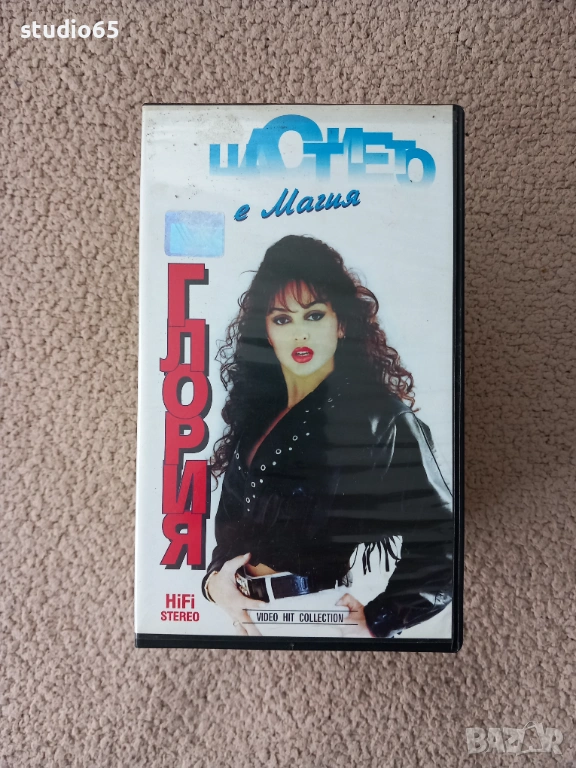 studio65
ЩАСТИЕТО
е Магия
ГЛОРИЯ
HiFi
STEREO
VIDEO HIT COLLECTION
BAZAR